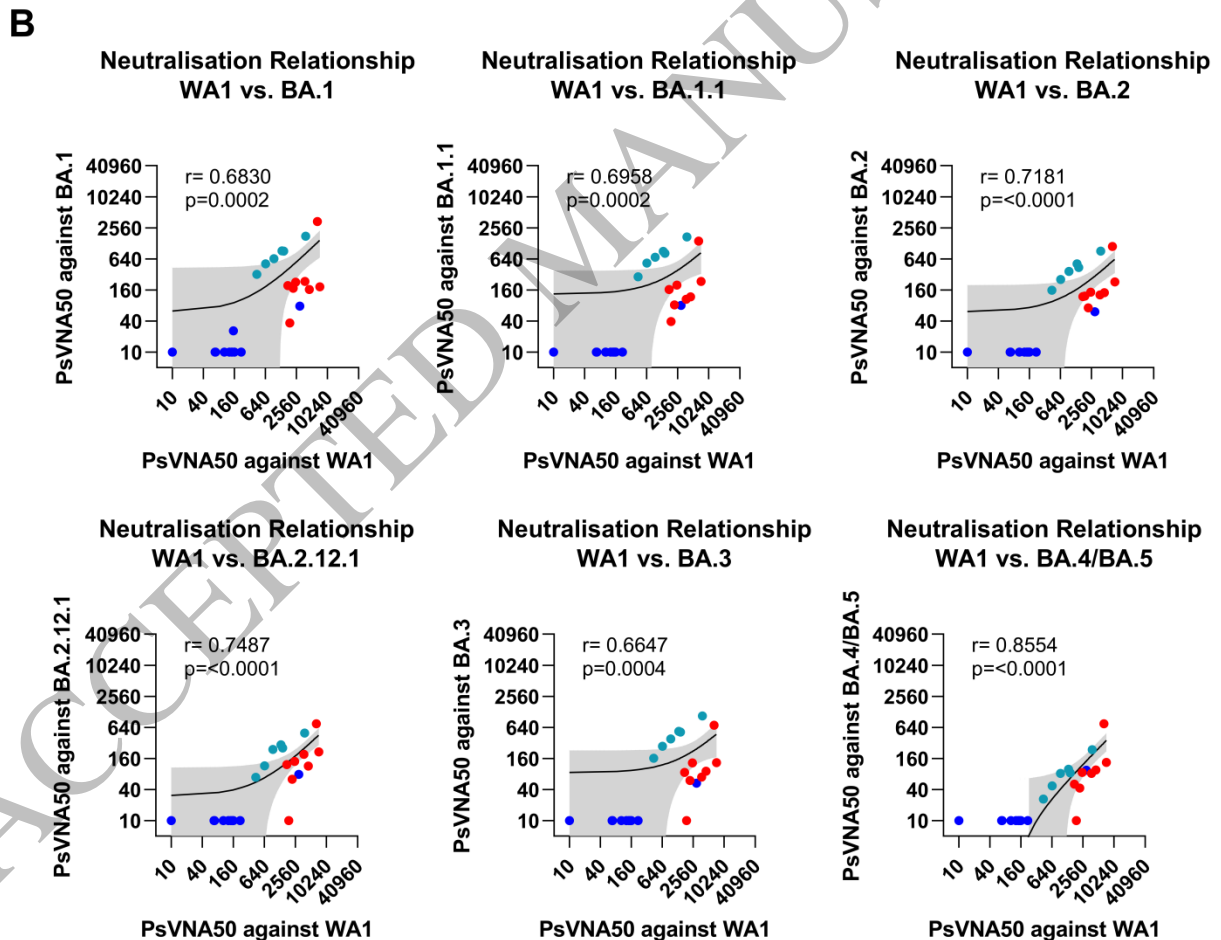 B
Neutralisation Relationship
WA1 vs. BA.1
PsVNA50 against BA.1
40960
10240
2560
640
160
40
10
r= 0.6830
p=0.0002
10
40
160
640
2560
10240
40960
PsVNA50 against WA1
Neutralisation Relationship
WA1 vs. BA.1.1
PsVNA50 against BA.1.1
40960
10240
2560
640
160
40
10
r= 0.6958
p=0.0002
10
40
160
640
2560
10240
40960
PsVNA50 against WA1
Neutralisation Relationship
WA1 vs. BA.2
PsVNA50 against BA.2
40960
10240
2560
640
160
40
10
r= 0.7181
p=<0.0001
10
40
160
640
2560
10240
40960
PsVNA50 against WA1
Neutralisation Relationship
WA1 vs. BA.2.12.1
PsVNA50 against BA.2.12.1
40960
10240
2560
640
160
40
10
r= 0.7487
p=<0.0001
10
40
160
640
2560
10240
40960
PsVNA50 against WA1
Neutralisation Relationship
WA1 vs. BA.3
PsVNA50 against BA.3
40960
10240
2560
640
160
40
10
r= 0.6647
p=0.0004
10
40
160
640
2560
10240
40960
PsVNA50 against WA1
Neutralisation Relationship
WA1 vs. BA.4/BA.5
PsVNA50 against BA.4/BA.5
40960
10240
2560
640
160
40
10
r= 0.8554
p=<0.0001
10
40
160
640
2560
10240
40960
PsVNA50 against WA1
ACCEPTED MANU